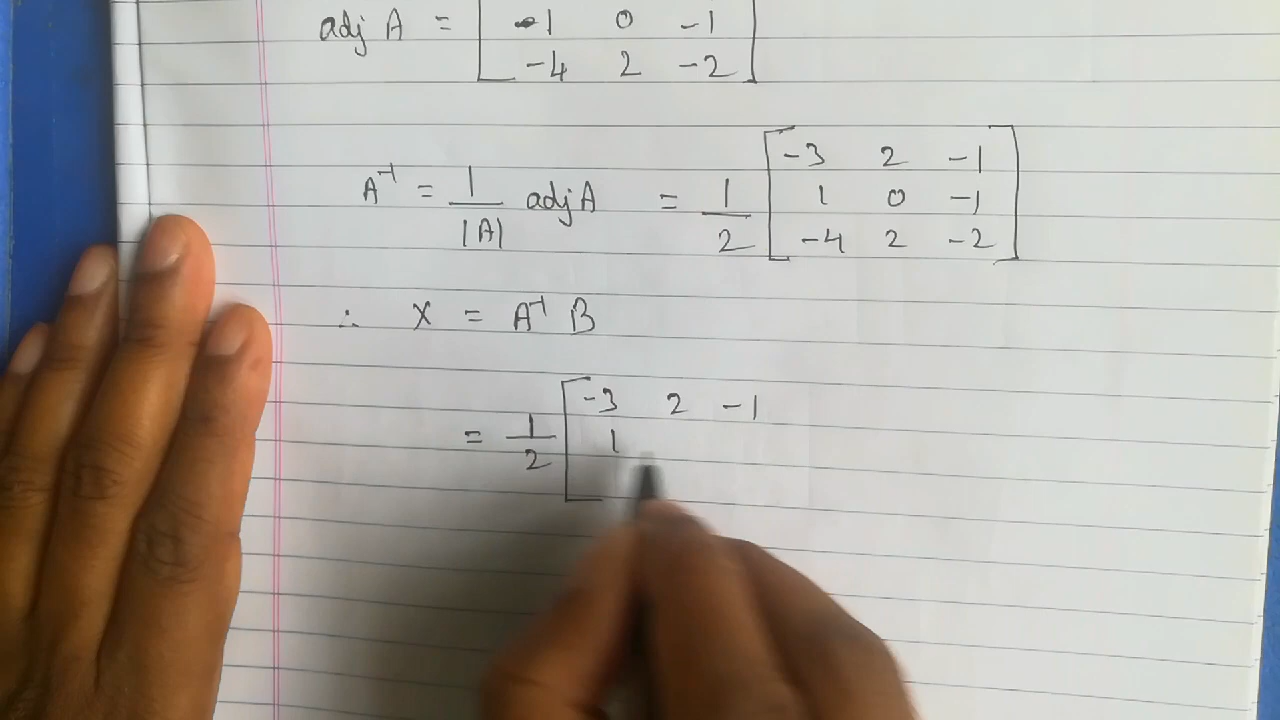 adj A = 1 0 -1
-4 2 -2
-3 2 -1
A⁻¹ = 1/|A| adj A = 1/2 1 0 -1
-4 2 -2
∴ X = A⁻¹ B
-3 2 -1
= 1/2 1